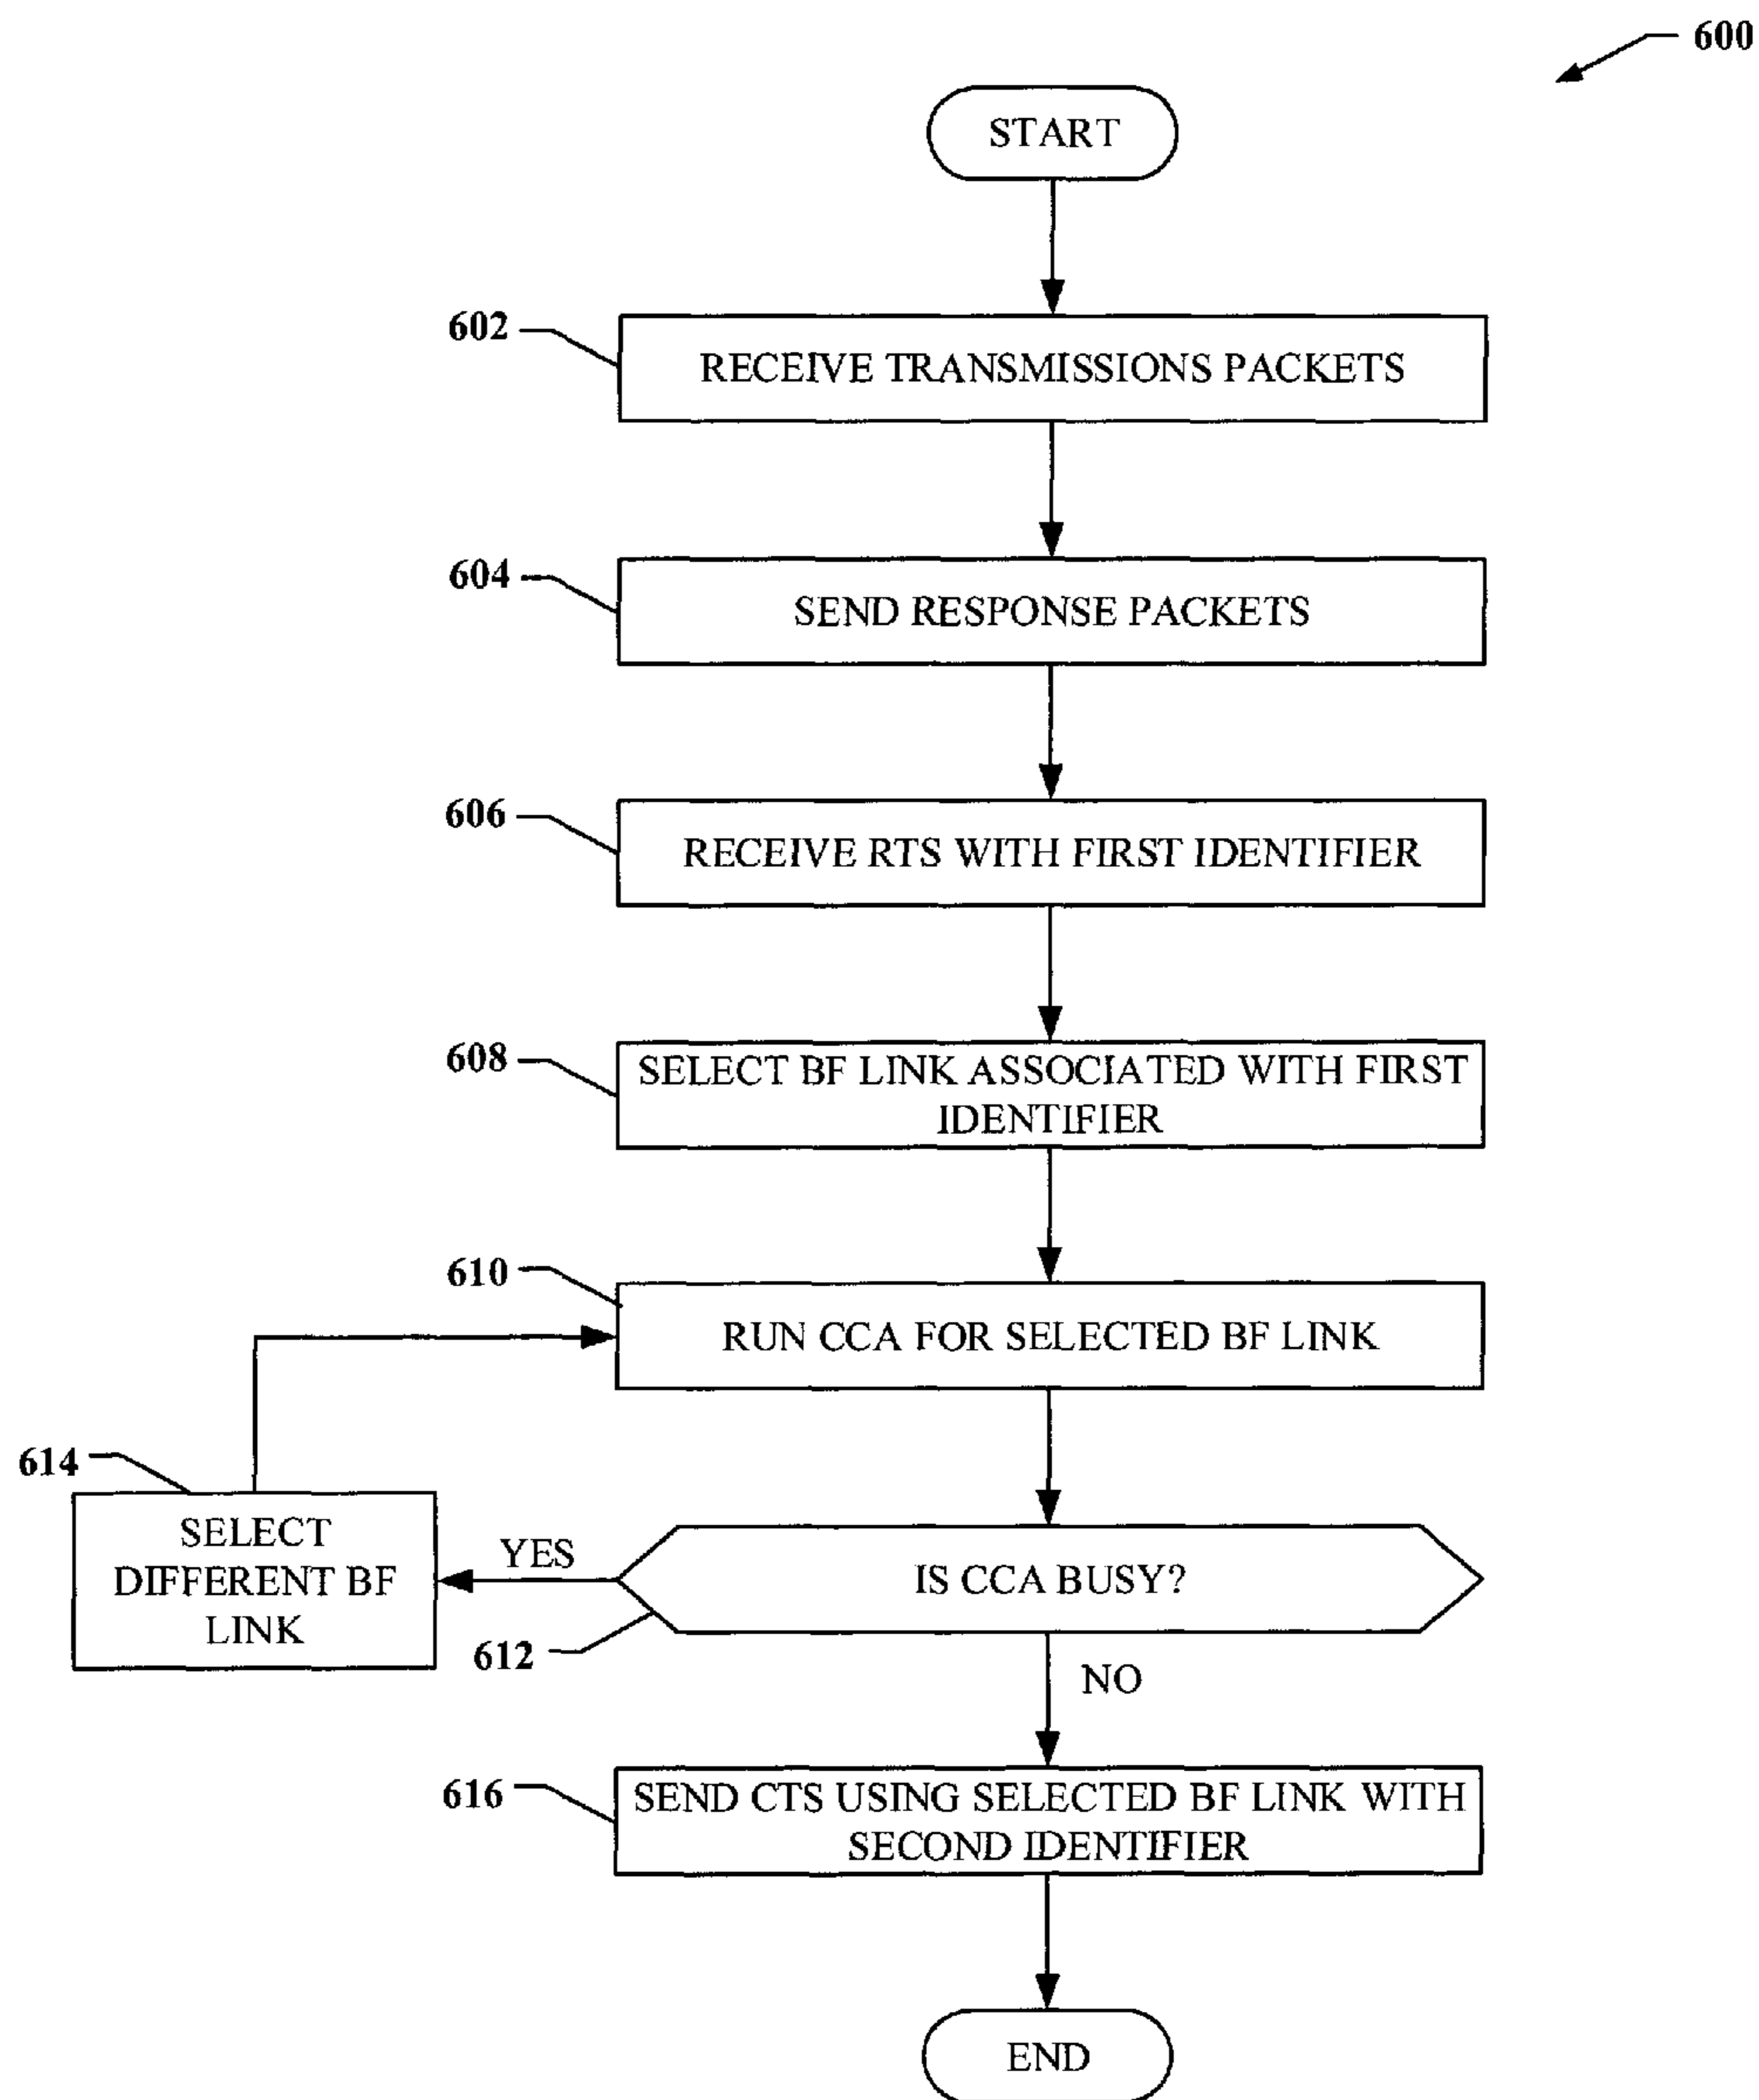 600
START
602
RECEIVE TRANSMISSIONS PACKETS
604
SEND RESPONSE PACKETS
606
RECEIVE RTS WITH FIRST IDENTIFIER
608
SELECT BF LINK ASSOCIATED WITH FIRST
IDENTIFIER
610
RUN CCA FOR SELECTED BF LINK
614
SELECT
DIFFERENT BF
LINK
YES
IS CCA BUSY?
612
NO
616
SEND CTS USING SELECTED BF LINK WITH
SECOND IDENTIFIER
END